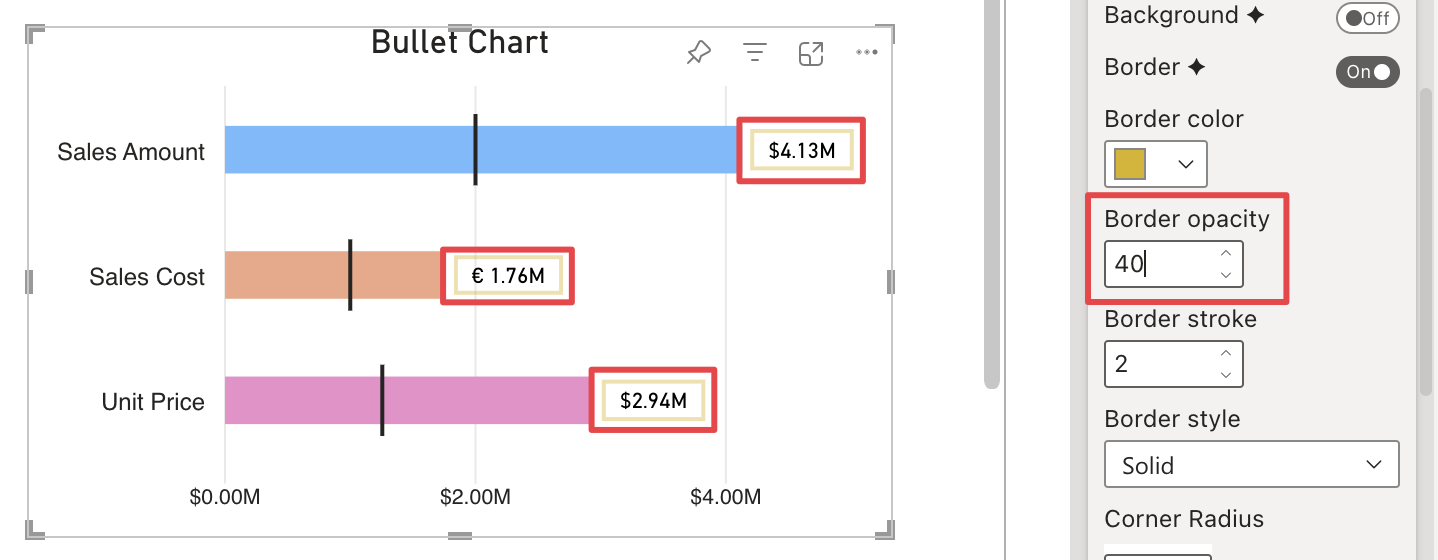 Bullet Chart
Sales Amount
$4.13M
Sales Cost
€ 1.76M
Unit Price
$2.94M
$0.00M
$2.00M
$4.00M
Background
Off
Border
On
Border color
Border opacity
40
Border stroke
2
Border style
Solid
Corner Radius